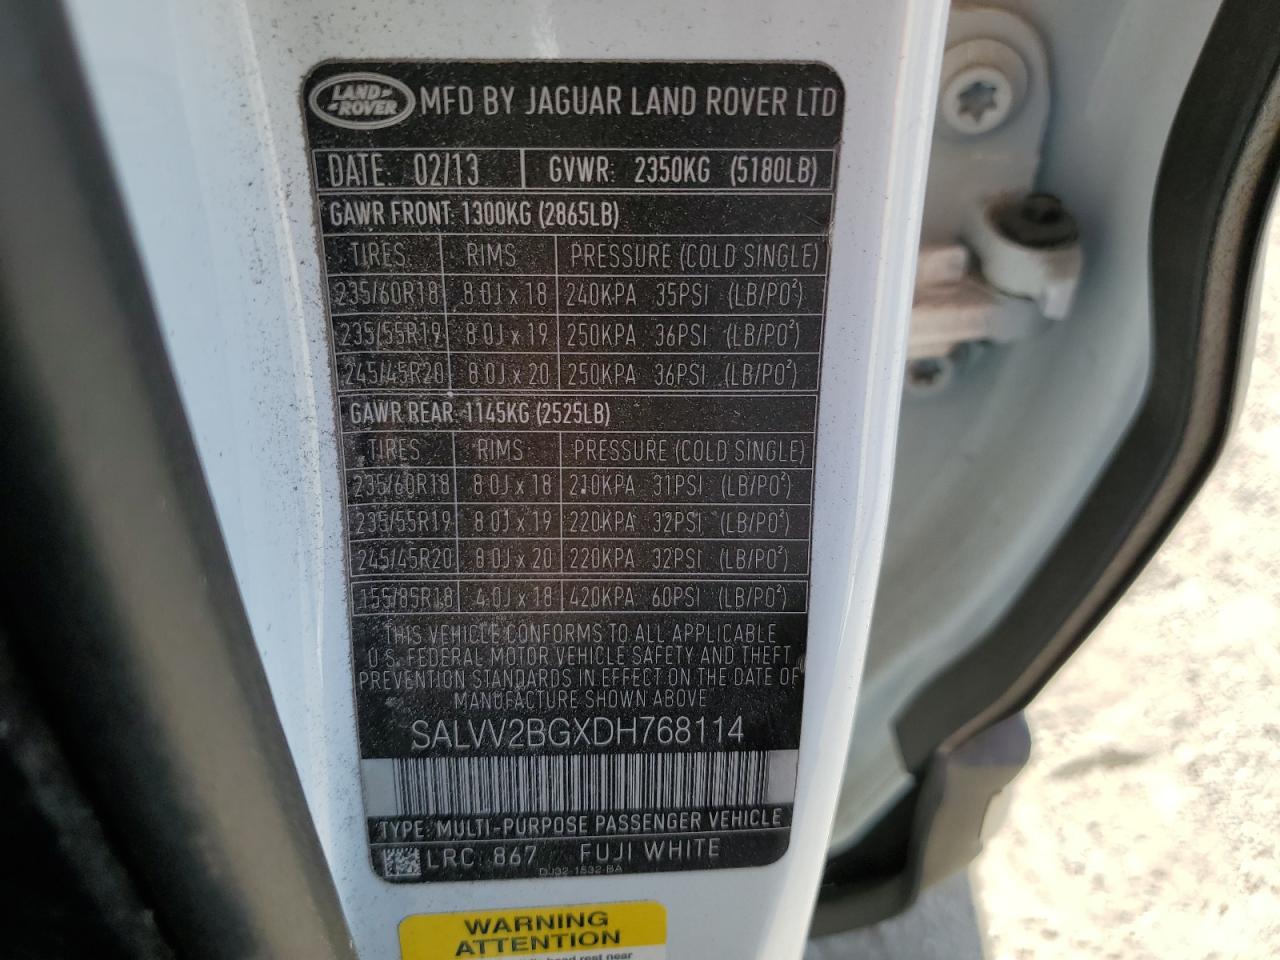 LAND ROVER MFD BY JAGUAR LAND ROVER LTD
DATE: 02/13 GVWR: 2350KG (5180LB)
GAWR FRONT: 1300KG (2865LB)
TIRES RIMS PRESSURE (COLD SINGLE)
235/60R18 8.0J x 18 240KPA 35PSI (LB/PO²)
235/55R19 8.0J x 19 250KPA 36PSI (LB/PO²)
245/45R20 8.0J x 20 250KPA 36PSI (LB/PO²)
GAWR REAR: 1145KG (2525LB)
TIRES RIMS PRESSURE (COLD SINGLE)
235/60R18 8.0J x 18 210KPA 31PSI (LB/PO²)
235/55R19 8.0J x 19 220KPA 32PSI (LB/PO²)
245/45R20 8.0J x 20 220KPA 32PSI (LB/PO²)
155/85R18 4.0J x 18 420KPA 60PSI (LB/PO²)
THIS VEHICLE CONFORMS TO ALL APPLICABLE
U.S. FEDERAL MOTOR VEHICLE SAFETY AND THEFT
PREVENTION STANDARDS IN EFFECT ON THE DATE OF
MANUFACTURE SHOWN ABOVE
SALVV2BGXDH768114
TYPE: MULTI-PURPOSE PASSENGER VEHICLE
LRC 867 FUJI WHITE
DJ32-1532-BA
WARNING
ATTENTION
head rest near